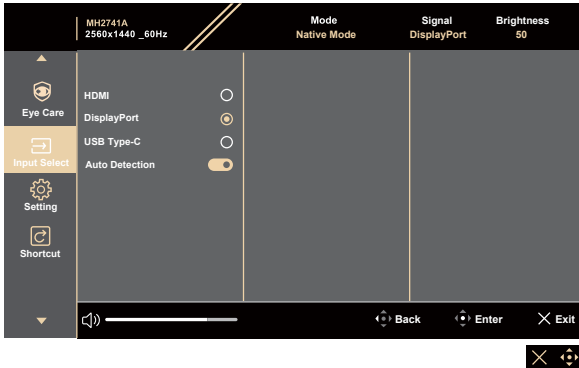 MH2741A
2560x1440 _60Hz
Mode
Native Mode
Signal
DisplayPort
Brightness
50
Eye Care
Input Select
Setting
Shortcut
HDMI
DisplayPort
USB Type-C
Auto Detection
Back
Enter
Exit